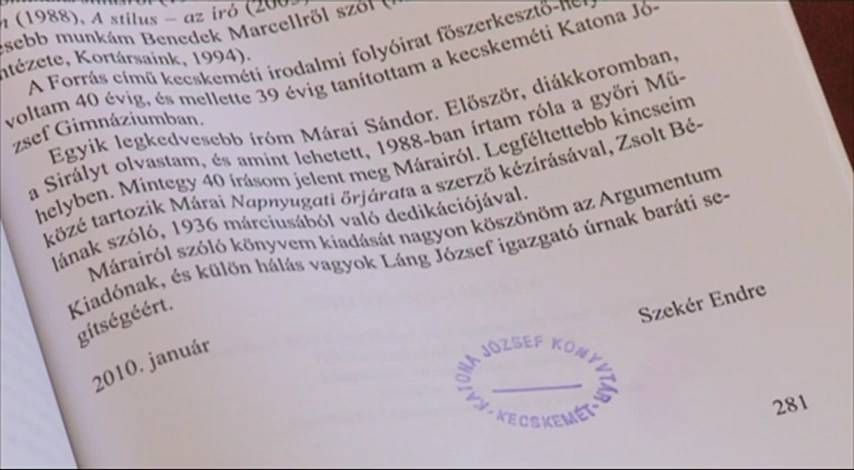 (1988), A stilus – az író
esebb munkám Benedek Marcellról szól
ntézete, Kortársaink, 1994).
A Forrás című kecskeméti irodalmi folyóirat főszerkesztő-hely
voltam 40 évig, és mellette 39 évig tanítottam a kecskeméti Katona Jó-
zsef Gimnáziumban.
Egyik legkedvesebb íróm Márai Sándor. Először, diákkoromban,
a Sirályt olvastam, és amint lehetett, 1988-ban írtam róla a győri Mű-
helyben. Mintegy 40 írásom jelent meg Márairól. Legféltettebb kincseim
közé tartozik Márai Napnyugati őrjárata a szerző kézírásával, Zsolt Bé-
lának szóló, 1936 márciusából való dedikációjával.
Márairól szóló könyvem kiadását nagyon köszönöm az Argumentum
Kiadónak, és külön hálás vagyok Láng József igazgató úrnak baráti se-
gítségéért.
2010. január
Szekér Endre
KATONA JÓZSEF KÖNYVTÁR · KECSKEMÉT ·
281